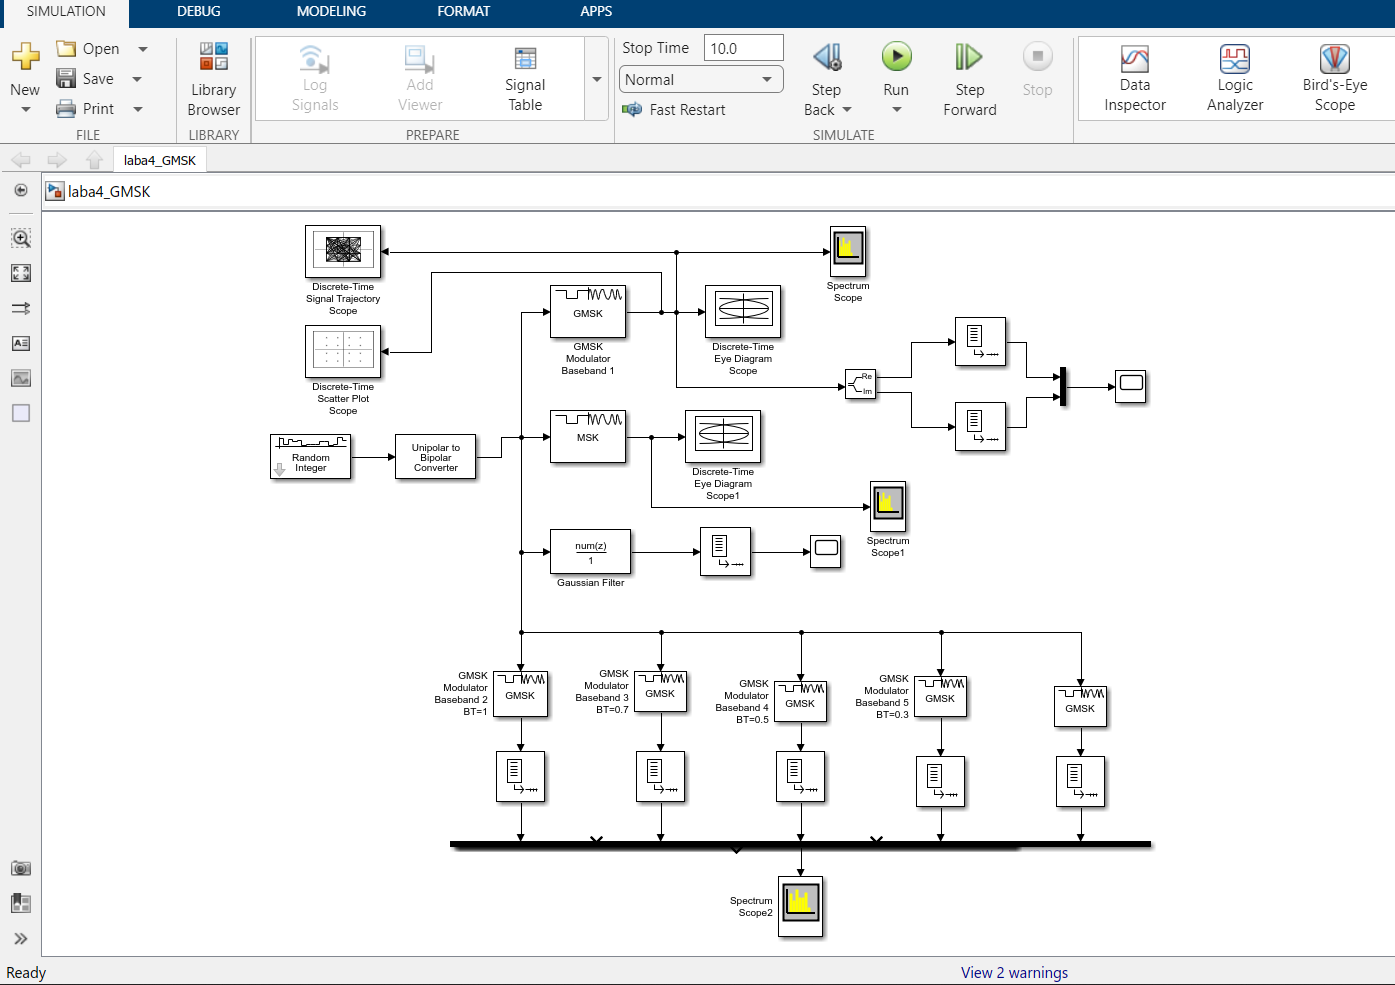 SIMULATION
DEBUG
MODELING
FORMAT
APPS
New
Open
Save
Print
FILE
Library
Browser
LIBRARY
Log
Signals
Add
Viewer
Signal
Table
PREPARE
Stop Time
10.0
Normal
Fast Restart
Step
Back
Run
Step
Forward
Stop
SIMULATE
Data
Inspector
Logic
Analyzer
Bird's-Eye
Scope
laba4_GMSK
laba4_GMSK
Discrete-Time
Signal Trajectory
Scope
Spectrum
Scope
GMSK
GMSK
Modulator
Baseband 1
Discrete-Time
Eye Diagram
Scope
Discrete-Time
Scatter Plot
Scope
Re
Im
Random
Integer
Unipolar to
Bipolar
Converter
MSK
Discrete-Time
Eye Diagram
Scope1
Spectrum
Scope1
num(z)
1
Gaussian Filter
GMSK
Modulator
Baseband 2
BT=1
GMSK
GMSK
Modulator
Baseband 3
BT=0.7
GMSK
GMSK
Modulator
Baseband 4
BT=0.5
GMSK
GMSK
Modulator
Baseband 5
BT=0.3
GMSK
GMSK
Spectrum
Scope2
Ready
View 2 warnings